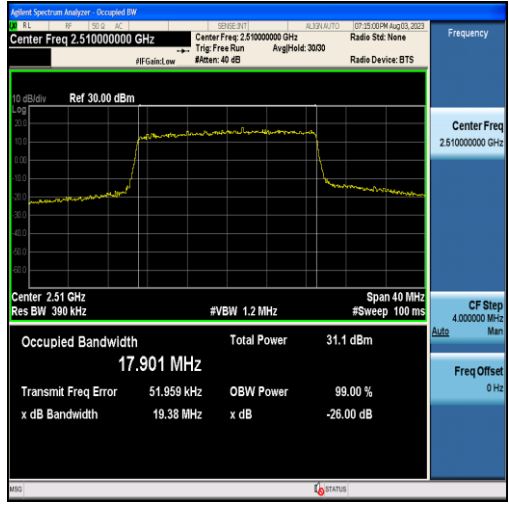 Agilent Spectrum Analyzer - Occupied BW
RL RF 50 Ω AC SENSE:INT ALIGN AUTO 07:15:00 PM Aug 03, 2023
Center Freq 2.510000000 GHz
Center Freq: 2.510000000 GHz
Radio Std: None
Trig: Free Run Avg|Hold: 30/30
#IFGain:Low #Atten: 40 dB Radio Device: BTS
Frequency
10 dB/div Ref 30.00 dBm
Log
20.0
10.0
0.00
-10.0
-20.0
-30.0
-40.0
-50.0
-60.0
Center Freq
2.510000000 GHz
Center 2.51 GHz Span 40 MHz
Res BW 390 kHz #VBW 1.2 MHz #Sweep 100 ms
CF Step
4.000000 MHz
Auto Man
Occupied Bandwidth Total Power 31.1 dBm
17.901 MHz
Transmit Freq Error 51.959 kHz OBW Power 99.00 %
x dB Bandwidth 19.38 MHz x dB -26.00 dB
Freq Offset
0 Hz
MSG STATUS